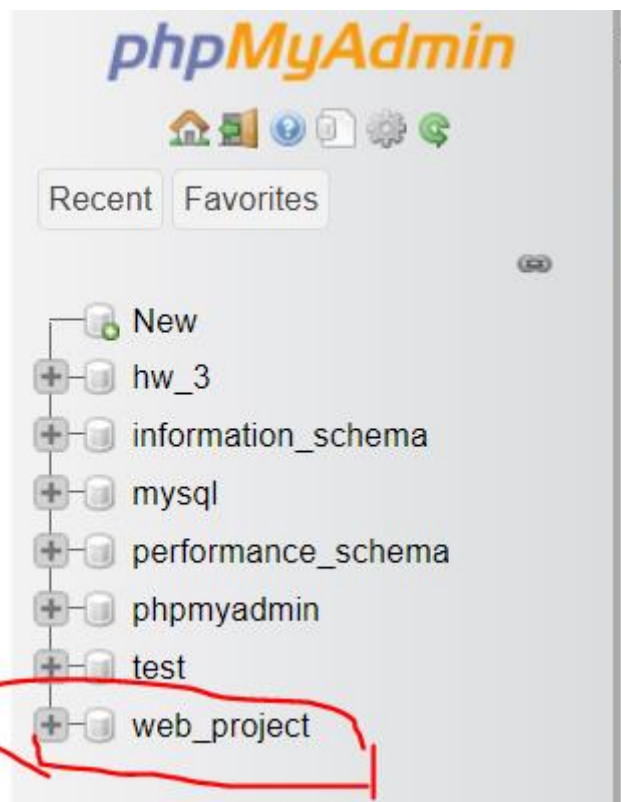 phpMyAdmin
Recent Favorites
New
hw_3
information_schema
mysql
performance_schema
phpmyadmin
test
web_project